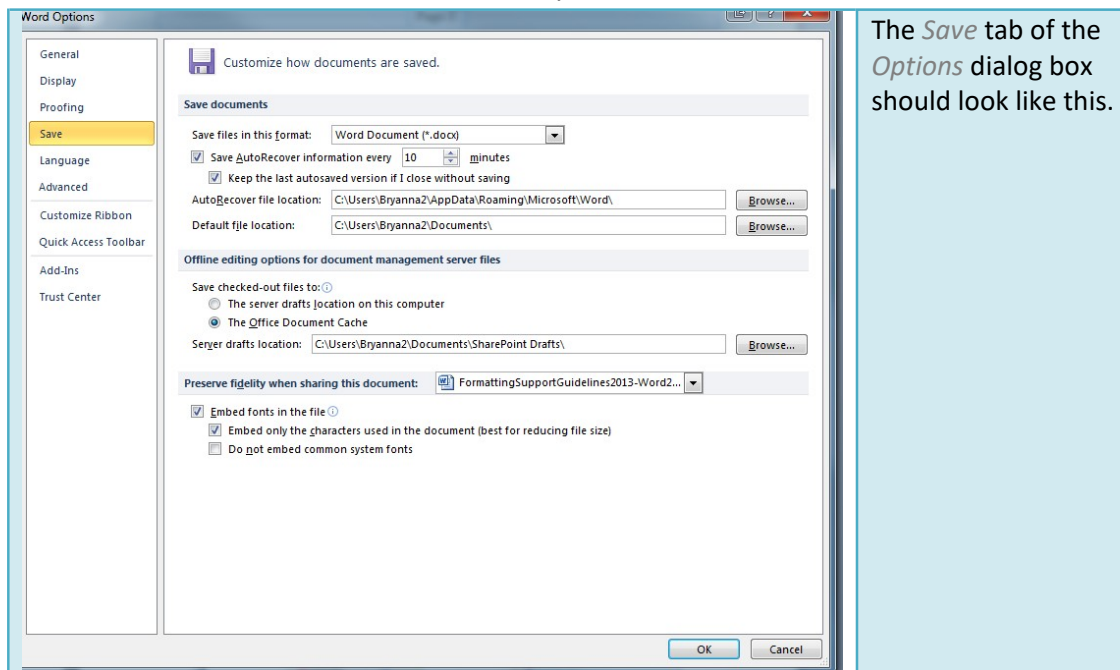 Word Options
General
Display
Proofing
Save
Language
Advanced
Customize Ribbon
Quick Access Toolbar
Add-Ins
Trust Center
Customize how documents are saved.
Save documents
Save files in this format: Word Document (*.docx)
Save AutoRecover information every 10 minutes
Keep the last autosaved version if I close without saving
AutoRecover file location: C:\Users\Bryanna2\AppData\Roaming\Microsoft\Word\ Browse...
Default file location: C:\Users\Bryanna2\Documents\ Browse...
Offline editing options for document management server files
Save checked-out files to:
The server drafts location on this computer
The Office Document Cache
Server drafts location: C:\Users\Bryanna2\Documents\SharePoint Drafts\ Browse...
Preserve fidelity when sharing this document: FormattingSupportGuidelines2013-Word2...
Embed fonts in the file
Embed only the characters used in the document (best for reducing file size)
Do not embed common system fonts
OK Cancel
The Save tab of the
Options dialog box
should look like this.